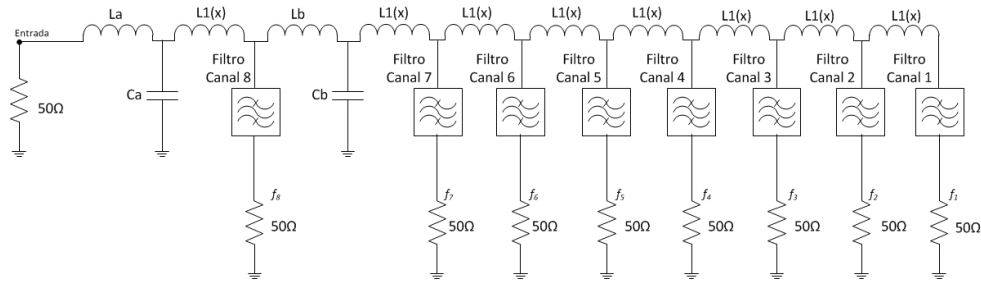 La L1(x) Lb L1(x) L1(x) L1(x) L1(x) L1(x) L1(x) L1(x)
Entrada
Filtro Canal 8
Filtro Canal 7
Filtro Canal 6
Filtro Canal 5
Filtro Canal 4
Filtro Canal 3
Filtro Canal 2
Filtro Canal 1
50Ω Ca Cb
f₈ f₇ f₆ f₅ f₄ f₃ f₂ f₁
50Ω 50Ω 50Ω 50Ω 50Ω 50Ω 50Ω 50Ω